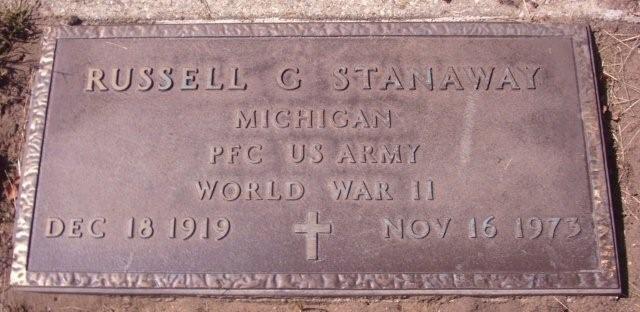 RUSSELL G STANAWAY
MICHIGAN
PFC US ARMY
WORLD WAR II
DEC 18 1919 NOV 16 1973